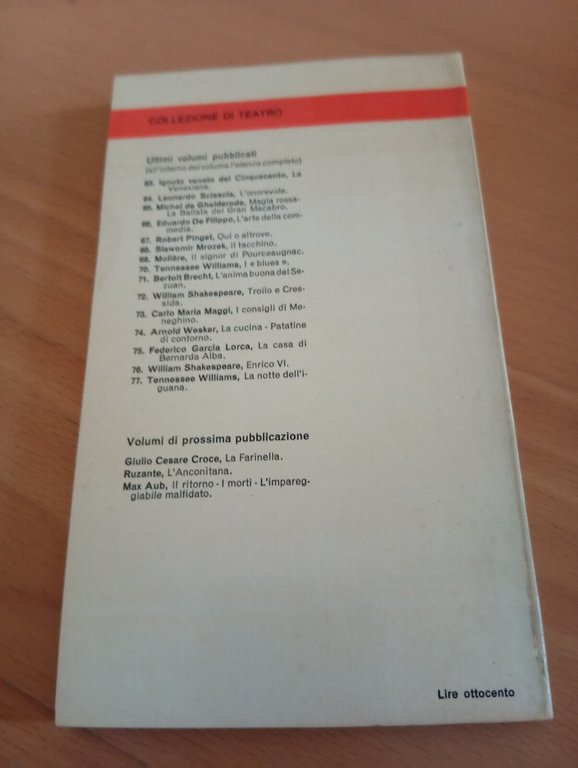 COLLEZIONE DI TEATRO
Ultimi volumi pubblicati
(all'interno del volume l'elenco completo)
63. Ignoto veneto del Cinquecento, La
Venexiana.
64. Leonardo Sciascia, L'onorevole.
65. Michel de Ghelderode, Magia rossa-
La Ballata del Gran Macabro.
66. Eduardo De Filippo, L'arte della com-
media.
67. Robert Pinget, Qui o altrove.
68. Slawomir Mrozek, Il tacchino.
69. Molière, Il signor di Pourceaugnac.
70. Tennessee Williams, I « blues ».
71. Bertolt Brecht, L'anima buona del Se-
zuan.
72. William Shakespeare, Troilo e Cres-
sida.
73. Carlo Maria Maggi, I consigli di Me-
neghino.
74. Arnold Wesker, La cucina - Patatine
di contorno.
75. Federico García Lorca, La casa di
Bernarda Alba.
76. William Shakespeare, Enrico VI.
77. Tennessee Williams, La notte dell'i-
guana.
Volumi di prossima pubblicazione
Giulio Cesare Croce, La Farinella.
Ruzante, L'Anconitana.
Max Aub, Il ritorno - I morti - L'impareg-
giabile malfidato.
Lire ottocento